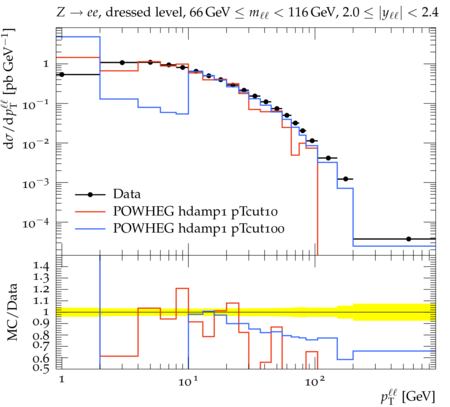 Z → ee, dressed level, 66 GeV ≤ mℓℓ < 116 GeV, 2.0 ≤ |yℓℓ| < 2.4
dσ/dpTℓℓ [pb GeV⁻¹]
1
10⁻¹
10⁻²
10⁻³
10⁻⁴
Data
POWHEG hdamp1 pTcut10
POWHEG hdamp1 pTcut100
MC/Data
1.4
1.3
1.2
1.1
1
0.9
0.8
0.7
0.6
0.5
1
10¹
10²
pTℓℓ [GeV]